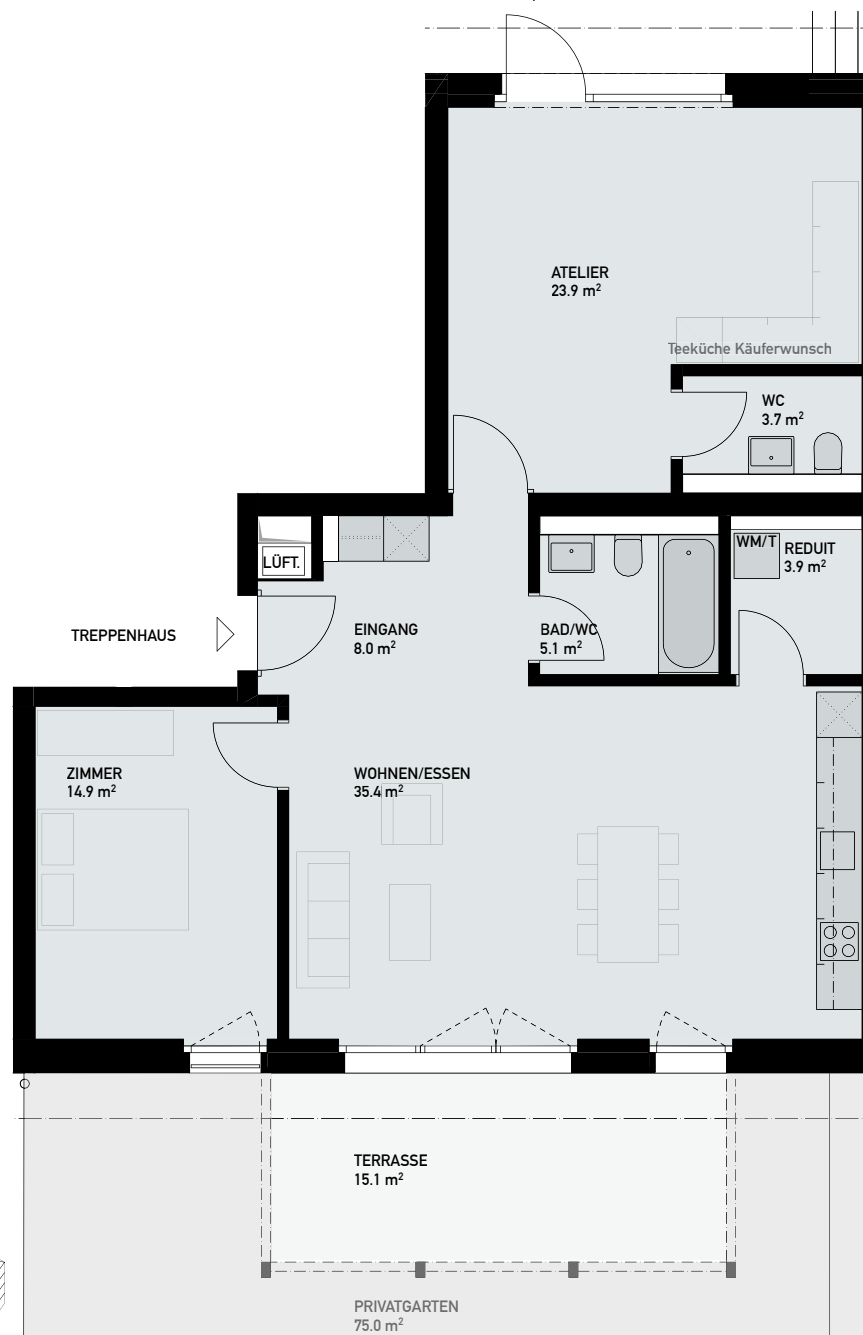 ATELIER
23.9 m²
Teeküche Käuferwunsch
WC
3.7 m²
LÜFT.
WM/T
REDUIT
3.9 m²
TREPPENHAUS
EINGANG
8.0 m²
BAD/WC
5.1 m²
ZIMMER
14.9 m²
WOHNEN/ESSEN
35.4 m²
TERRASSE
15.1 m²
PRIVATGARTEN
75.0 m²